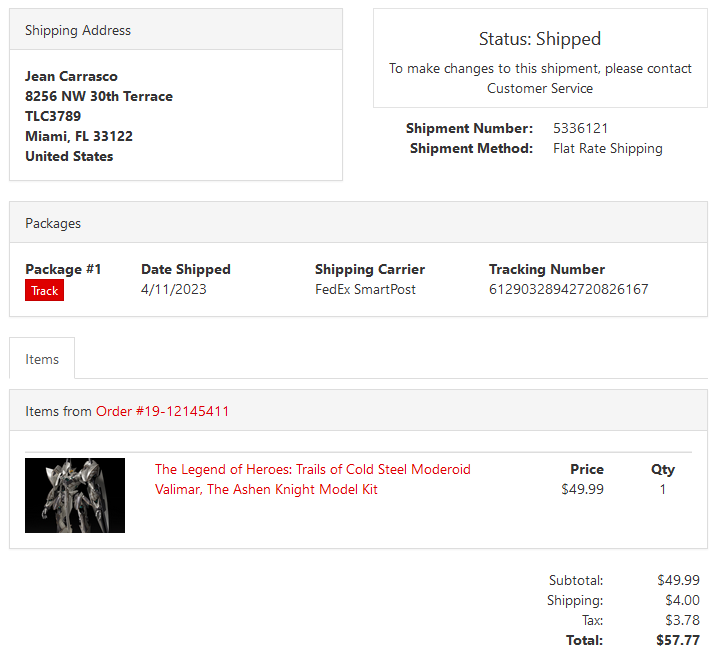 Shipping Address
Jean Carrasco
8256 NW 30th Terrace
TLC3789
Miami, FL 33122
United States
Status: Shipped
To make changes to this shipment, please contact
Customer Service
Shipment Number: 5336121
Shipment Method: Flat Rate Shipping
Packages
Package #1 Date Shipped Shipping Carrier Tracking Number
Track 4/11/2023 FedEx SmartPost 61290328942720826167
Items
Items from Order #19-12145411
The Legend of Heroes: Trails of Cold Steel Moderoid Price Qty
Valimar, The Ashen Knight Model Kit $49.99 1
Subtotal: $49.99
Shipping: $4.00
Tax: $3.78
Total: $57.77